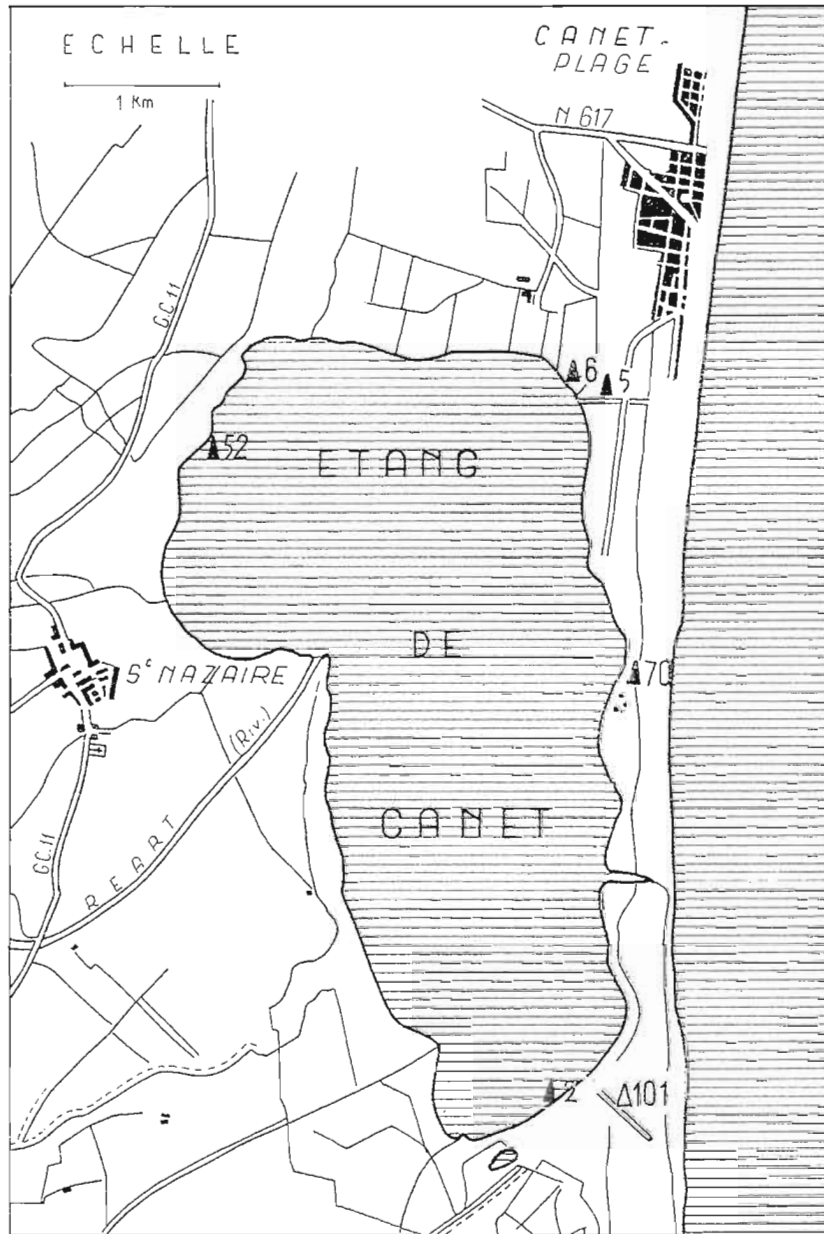 ECHELLE
1 Km
CANET-
PLAGE
N 617
G.C.11
6
5
52
ETANG
DE
Sᵗ NAZAIRE
70
(Riv.)
REART
CANET
G.C.11
2
101